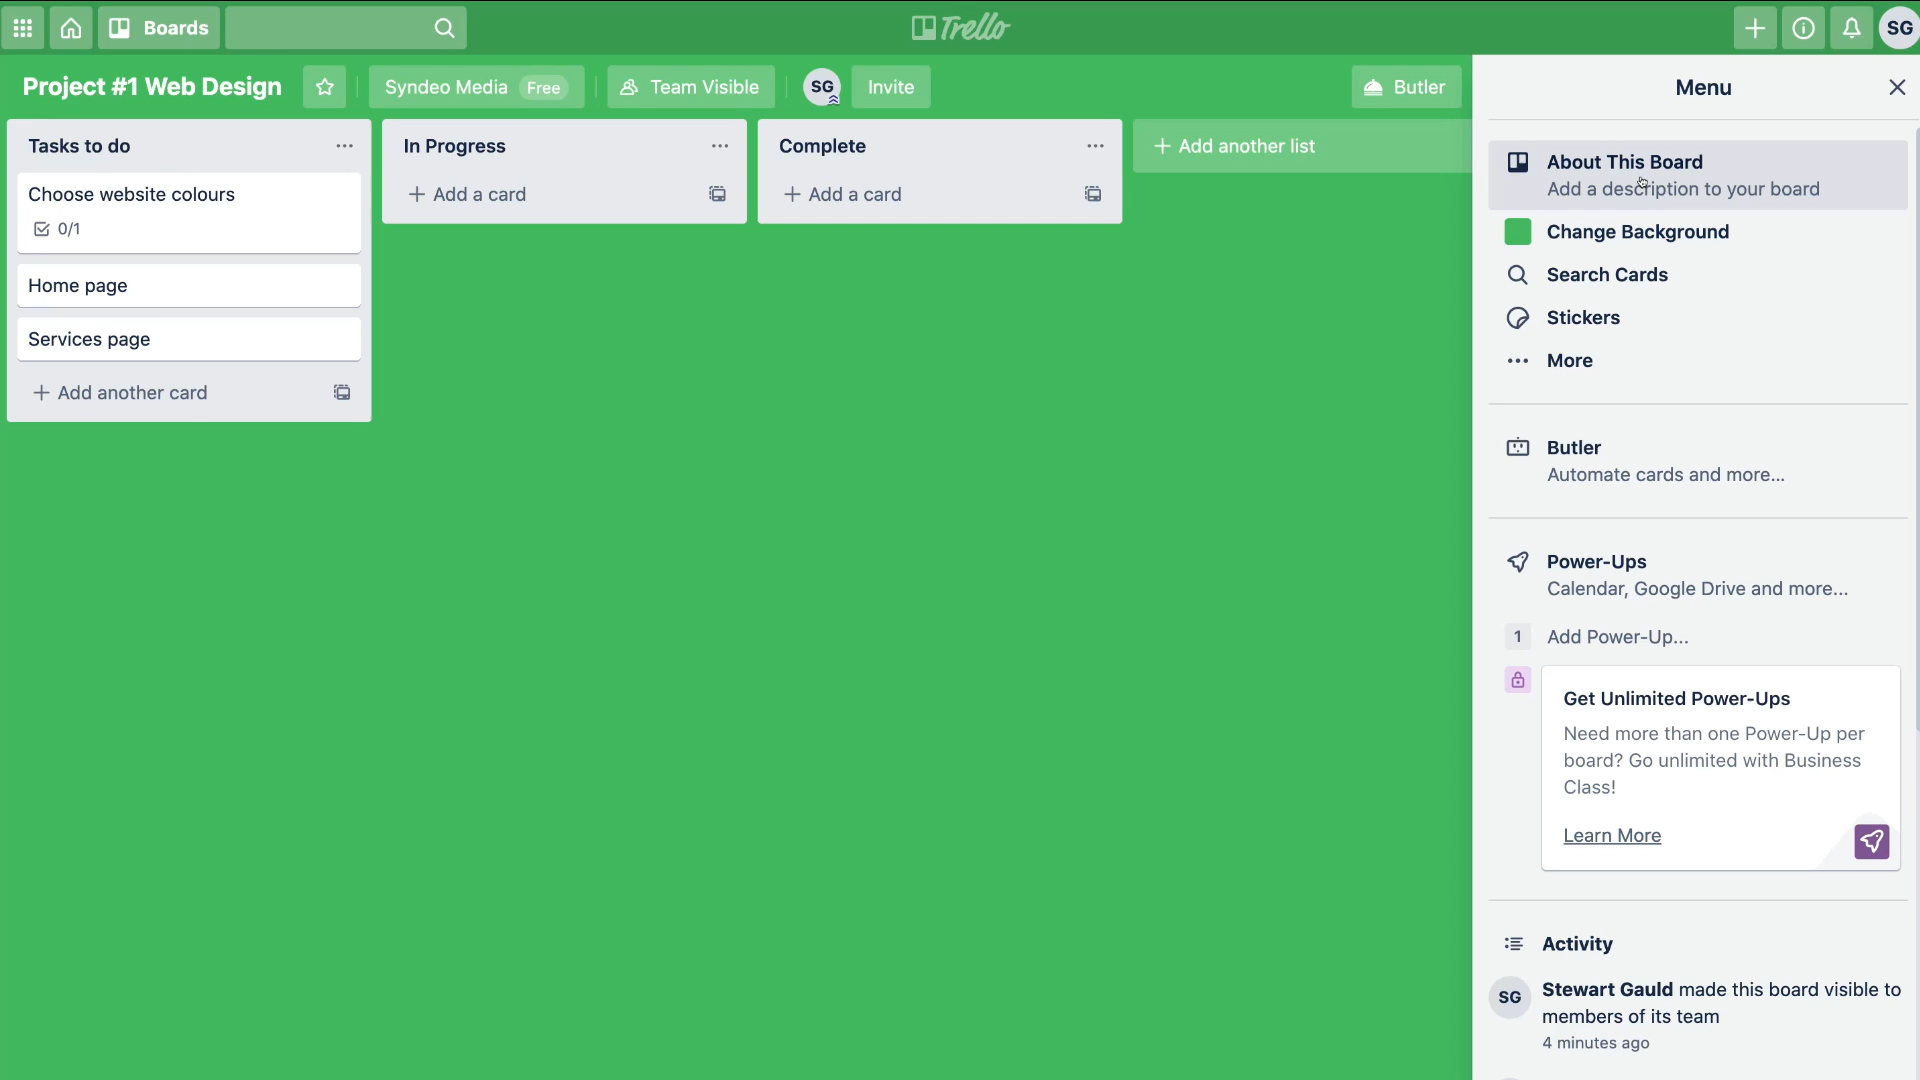 Boards
Trello
SG
Project #1 Web Design
Syndeo Media Free
Team Visible
SG
Invite
Butler
Tasks to do
Choose website colours
0/1
Home page
Services page
+ Add another card
In Progress
+ Add a card
Complete
+ Add a card
+ Add another list
Menu
About This Board
Add a description to your board
Change Background
Search Cards
Stickers
More
Butler
Automate cards and more...
Power-Ups
Calendar, Google Drive and more...
1 Add Power-Up...
Get Unlimited Power-Ups
Need more than one Power-Up per
board? Go unlimited with Business
Class!
Learn More
Activity
SG
Stewart Gauld made this board visible to
members of its team
4 minutes ago